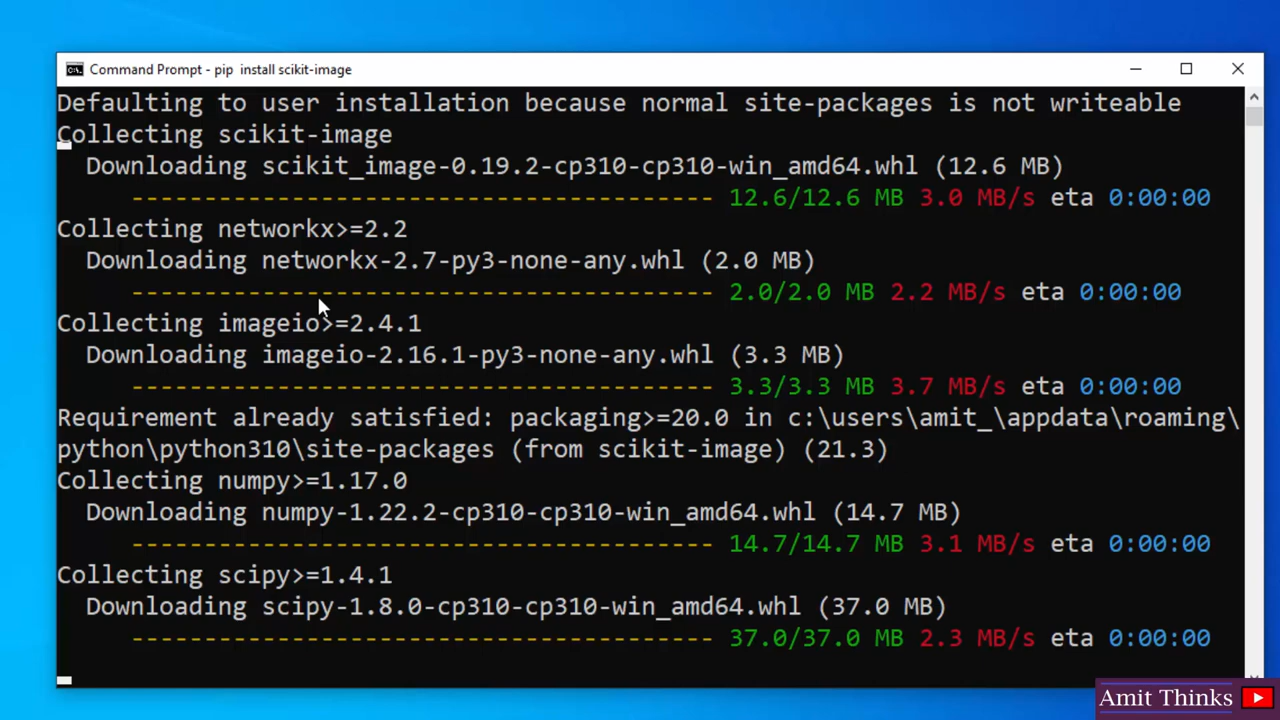 Command Prompt - pip  install scikit-image
Defaulting to user installation because normal site-packages is not writeable
Collecting scikit-image
Downloading scikit_image-0.19.2-cp310-cp310-win_amd64.whl (12.6 MB)
---------------------------------------- 12.6/12.6 MB 3.0 MB/s eta 0:00:00
Collecting networkx>=2.2
Downloading networkx-2.7-py3-none-any.whl (2.0 MB)
---------------------------------------- 2.0/2.0 MB 2.2 MB/s eta 0:00:00
Collecting imageio>=2.4.1
Downloading imageio-2.16.1-py3-none-any.whl (3.3 MB)
---------------------------------------- 3.3/3.3 MB 3.7 MB/s eta 0:00:00
Requirement already satisfied: packaging>=20.0 in c:\users\amit_\appdata\roaming\
python\python310\site-packages (from scikit-image) (21.3)
Collecting numpy>=1.17.0
Downloading numpy-1.22.2-cp310-cp310-win_amd64.whl (14.7 MB)
---------------------------------------- 14.7/14.7 MB 3.1 MB/s eta 0:00:00
Collecting scipy>=1.4.1
Downloading scipy-1.8.0-cp310-cp310-win_amd64.whl (37.0 MB)
---------------------------------------- 37.0/37.0 MB 2.3 MB/s eta 0:00:00
Amit Thinks